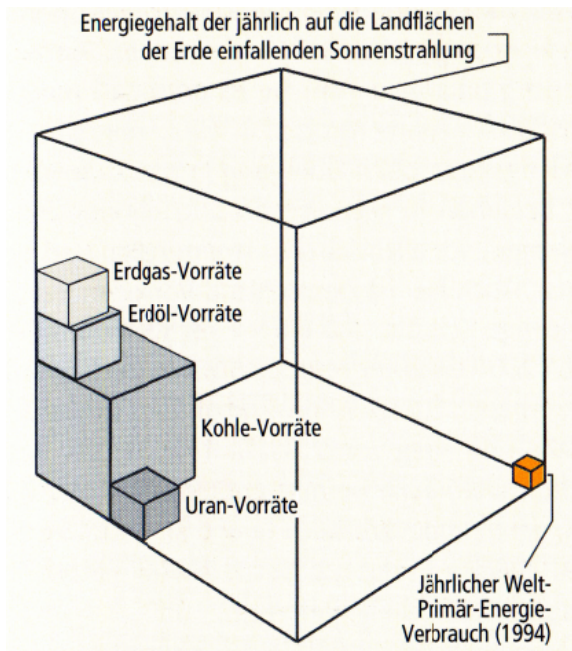 Energiegehalt der jährlich auf die Landflächen
der Erde einfallenden Sonnenstrahlung
Erdgas-Vorräte
Erdöl-Vorräte
Kohle-Vorräte
Uran-Vorräte
Jährlicher Welt-
Primär-Energie-
Verbrauch (1994)